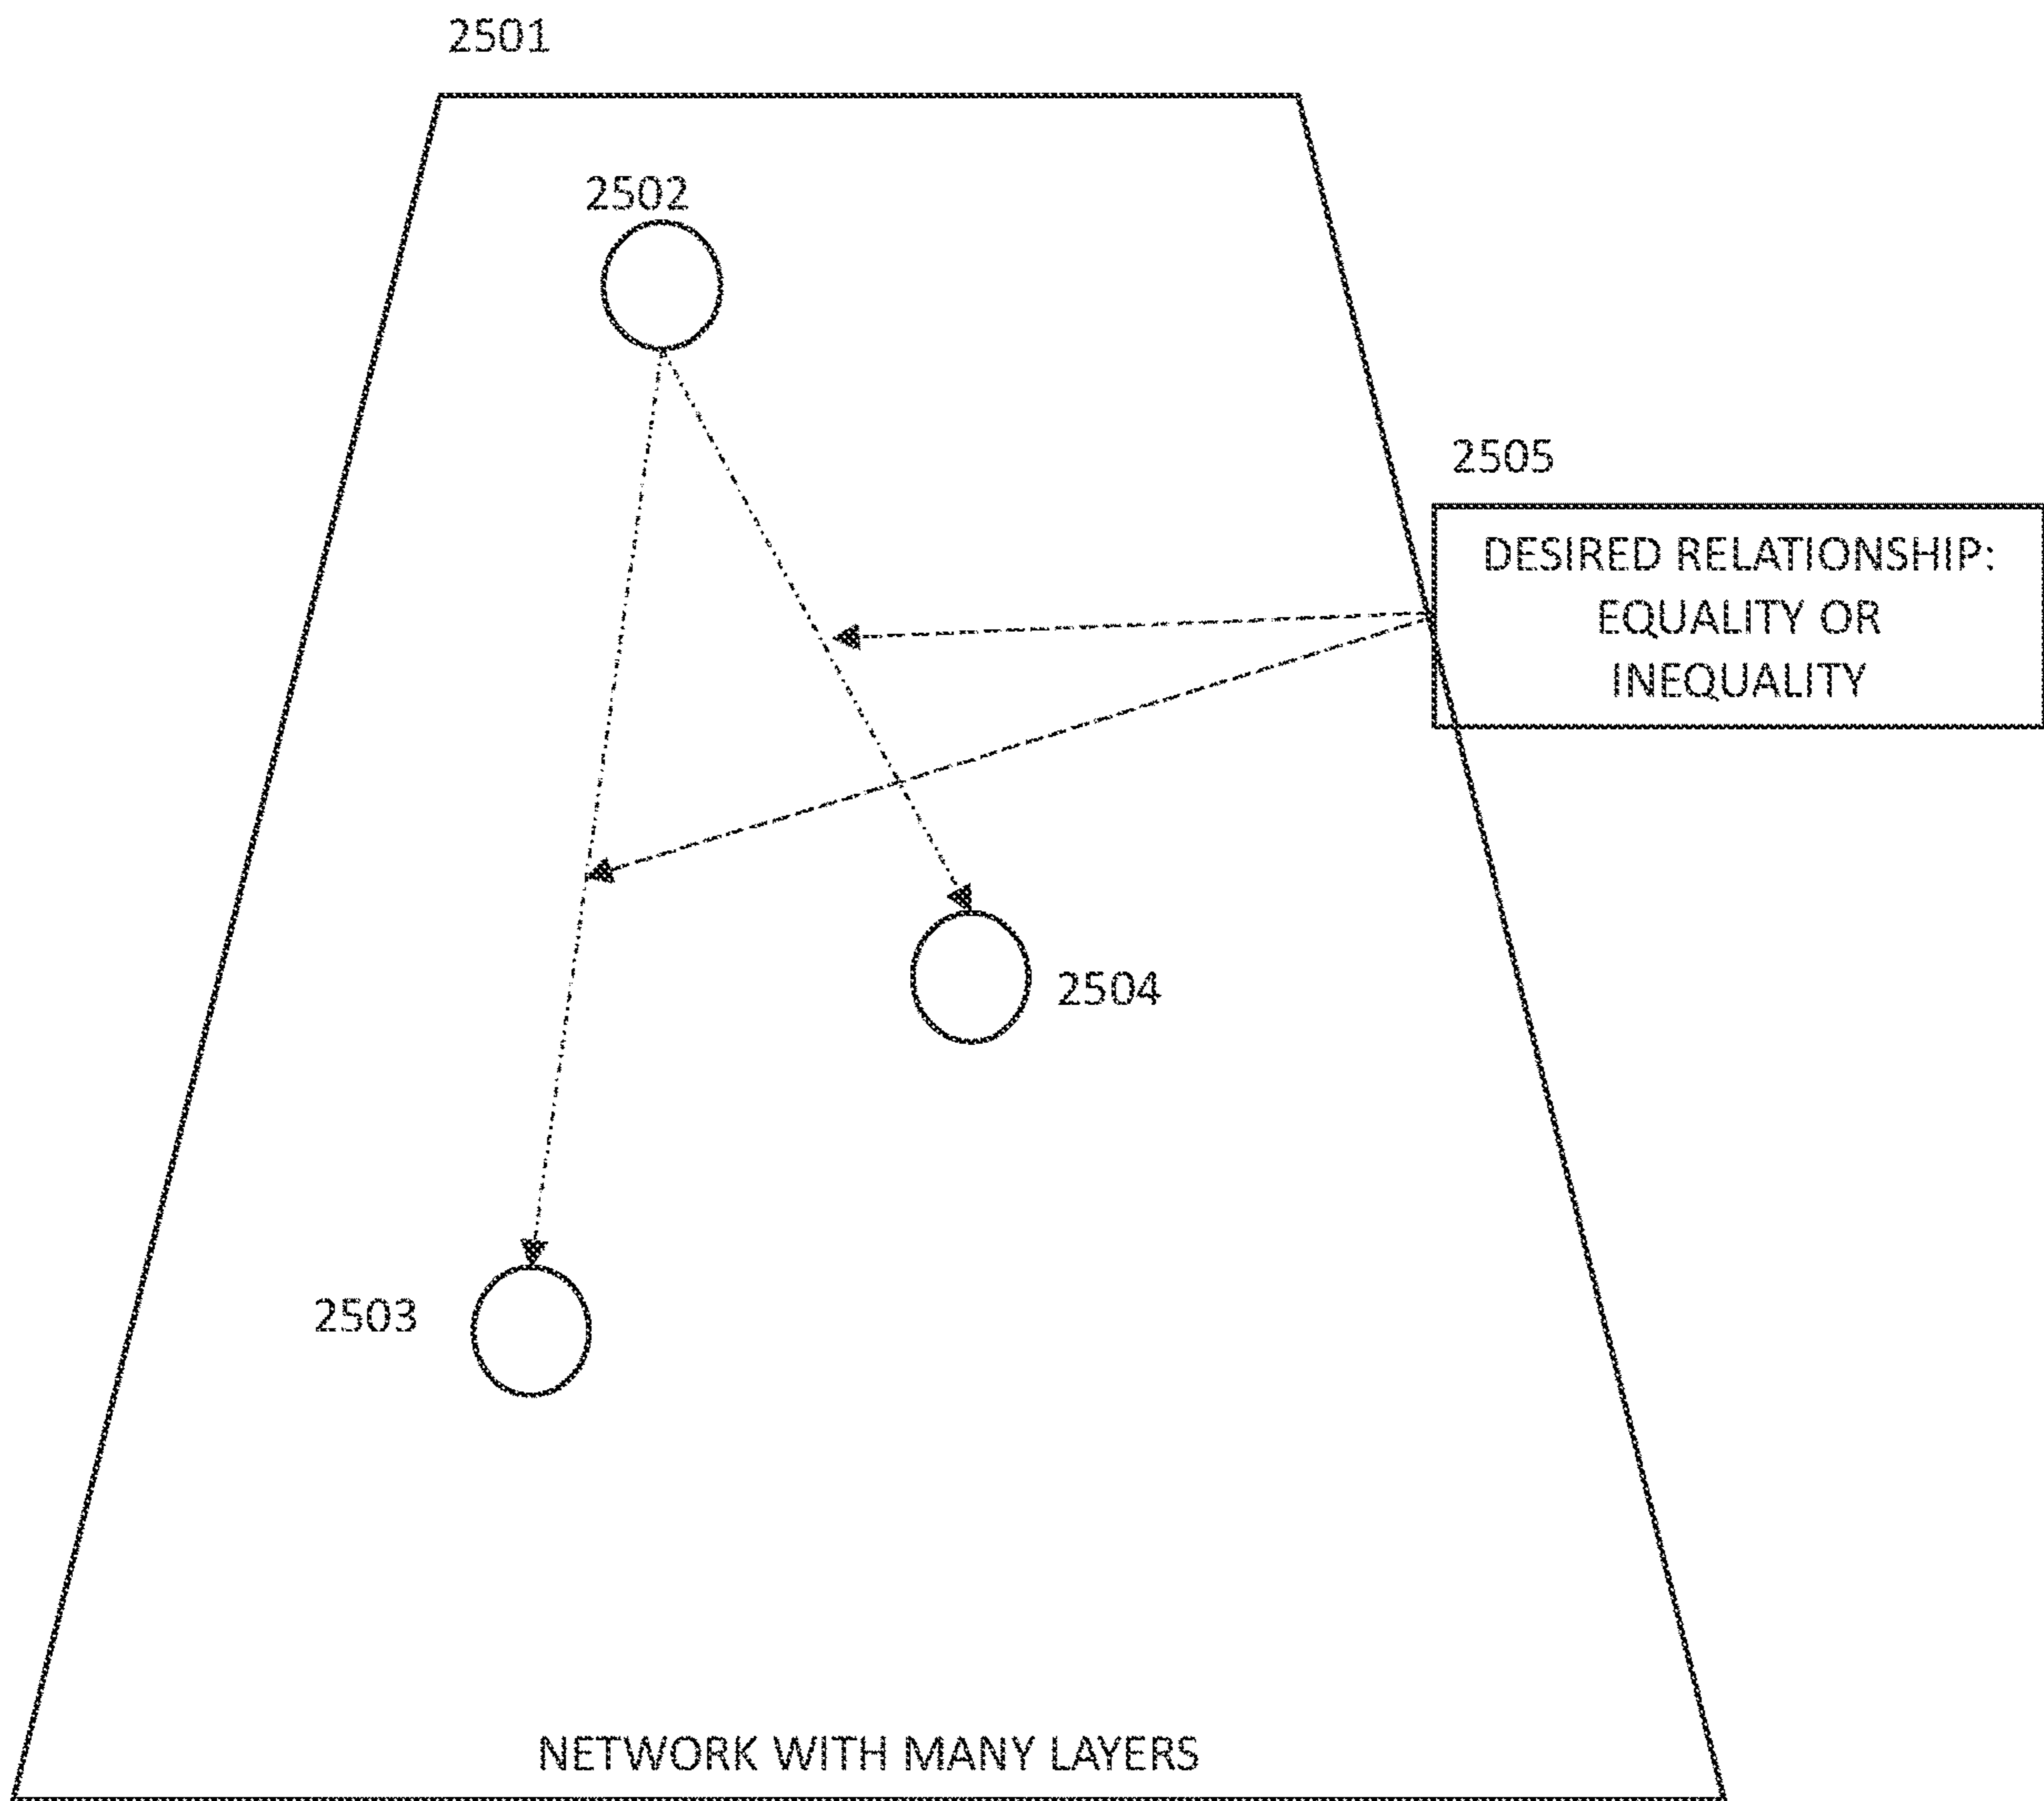 2501
2502
2505
DESIRED RELATIONSHIP:
EQUALITY OR
INEQUALITY
2504
2503
NETWORK WITH MANY LAYERS